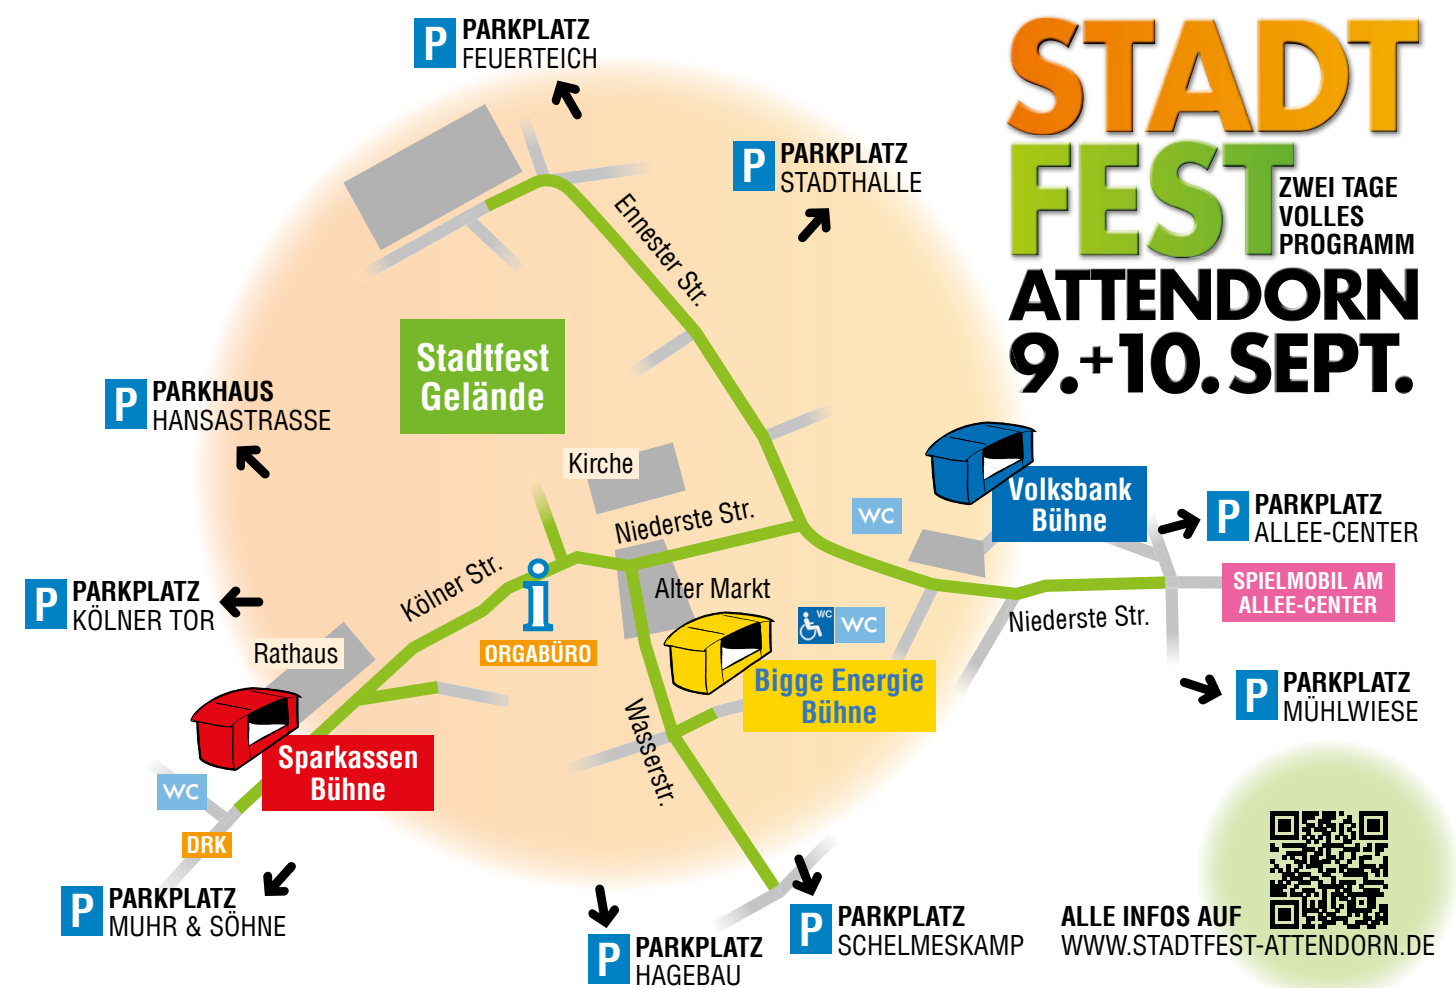 P PARKPLATZ
FEUERTEICH
STADT
FEST
ZWEI TAGE
VOLLES
PROGRAMM
ATTENDORN
9.+10. SEPT.
P PARKPLATZ
STADTHALLE
Ennester Str.
Stadtfest
Gelände
P PARKHAUS
HANSASTRASSE
Kirche
Niederste Str.
WC
Volksbank
Bühne
P PARKPLATZ
ALLEE-CENTER
Kölner Str.
i
ORGABÜRO
Alter Markt
WC
WC
SPIELMOBIL AM
ALLEE-CENTER
Niederste Str.
P PARKPLATZ
KÖLNER TOR
Rathaus
Bigge Energie
Bühne
P PARKPLATZ
MÜHLWIESE
Wasserstr.
Sparkassen
Bühne
WC
DRK
P PARKPLATZ
MUHR & SÖHNE
P PARKPLATZ
HAGEBAU
P PARKPLATZ
SCHELMESKAMP
ALLE INFOS AUF
WWW.STADTFEST-ATTENDORN.DE